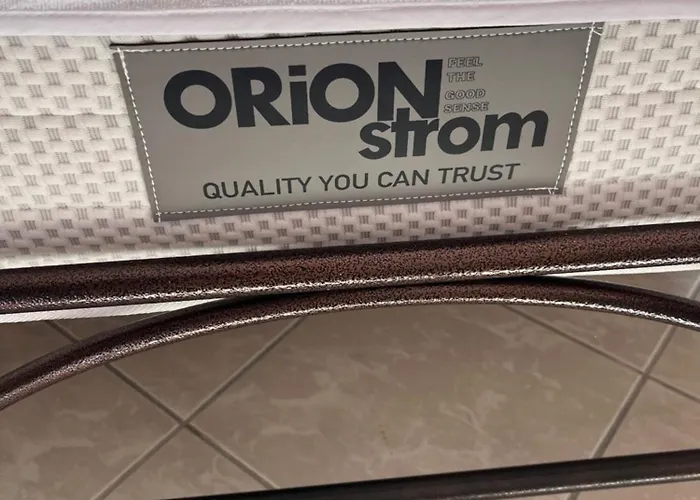 ORiON
FEEL
THE
GOOD
SENSE
strom
QUALITY YOU CAN TRUST